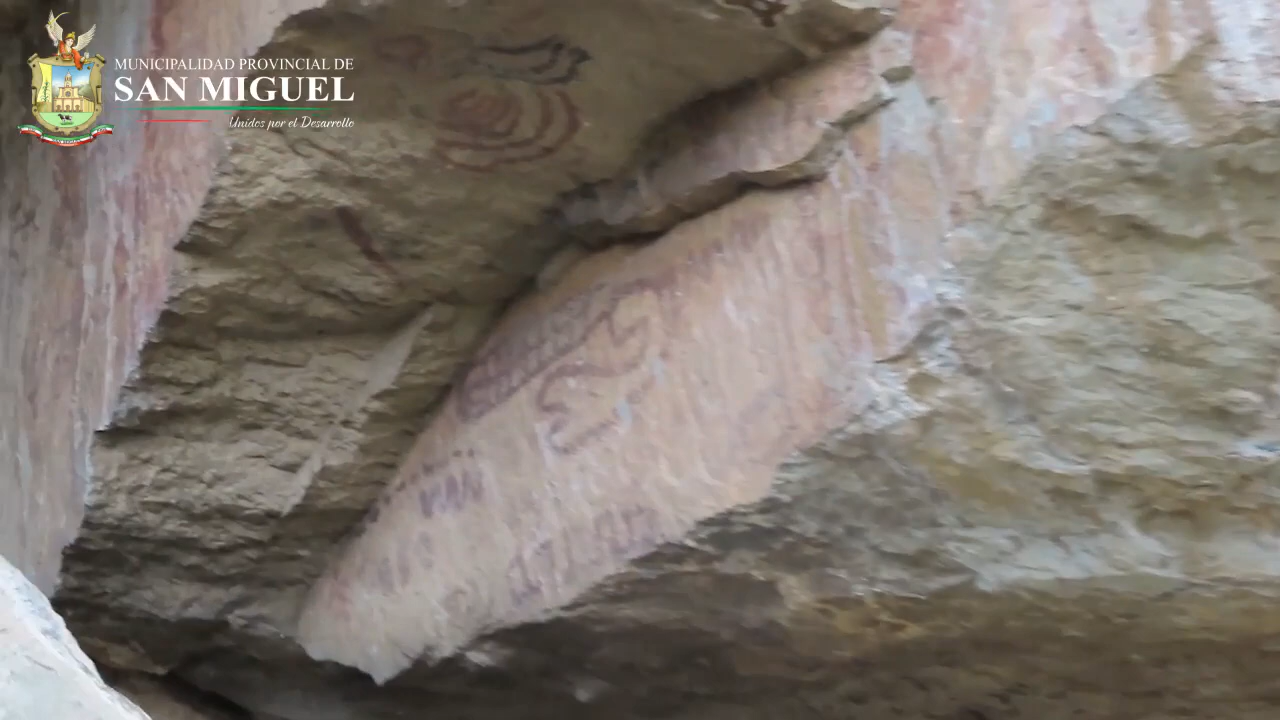 MUNICIPALIDAD PROVINCIAL DE
SAN MIGUEL
Unidos por el Desarrollo